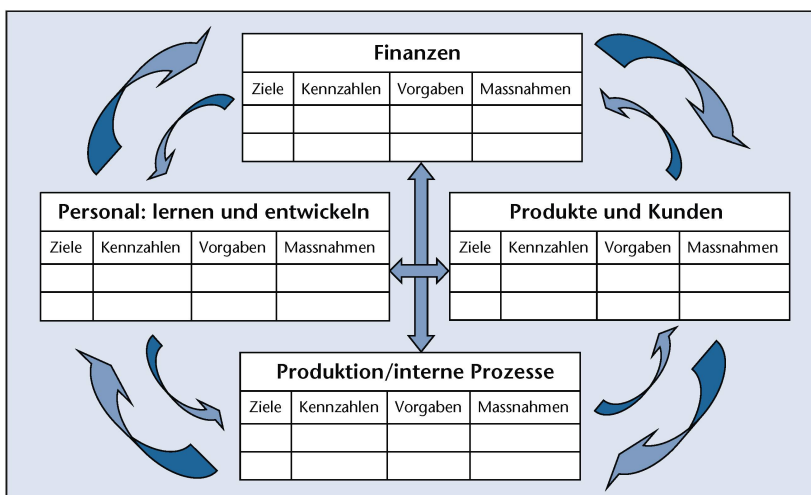 Finanzen
Ziele Kennzahlen Vorgaben Massnahmen
Personal: lernen und entwickeln
Ziele Kennzahlen Vorgaben Massnahmen
Produkte und Kunden
Ziele Kennzahlen Vorgaben Massnahmen
Produktion/interne Prozesse
Ziele Kennzahlen Vorgaben Massnahmen